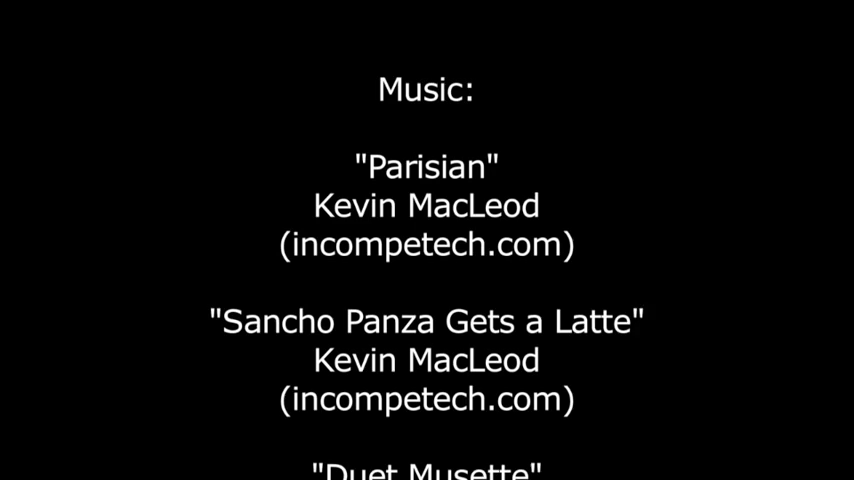 Music:
"Parisian"
Kevin MacLeod
(incompetech.com)
"Sancho Panza Gets a Latte"
Kevin MacLeod
(incompetech.com)
"Duet Musette"